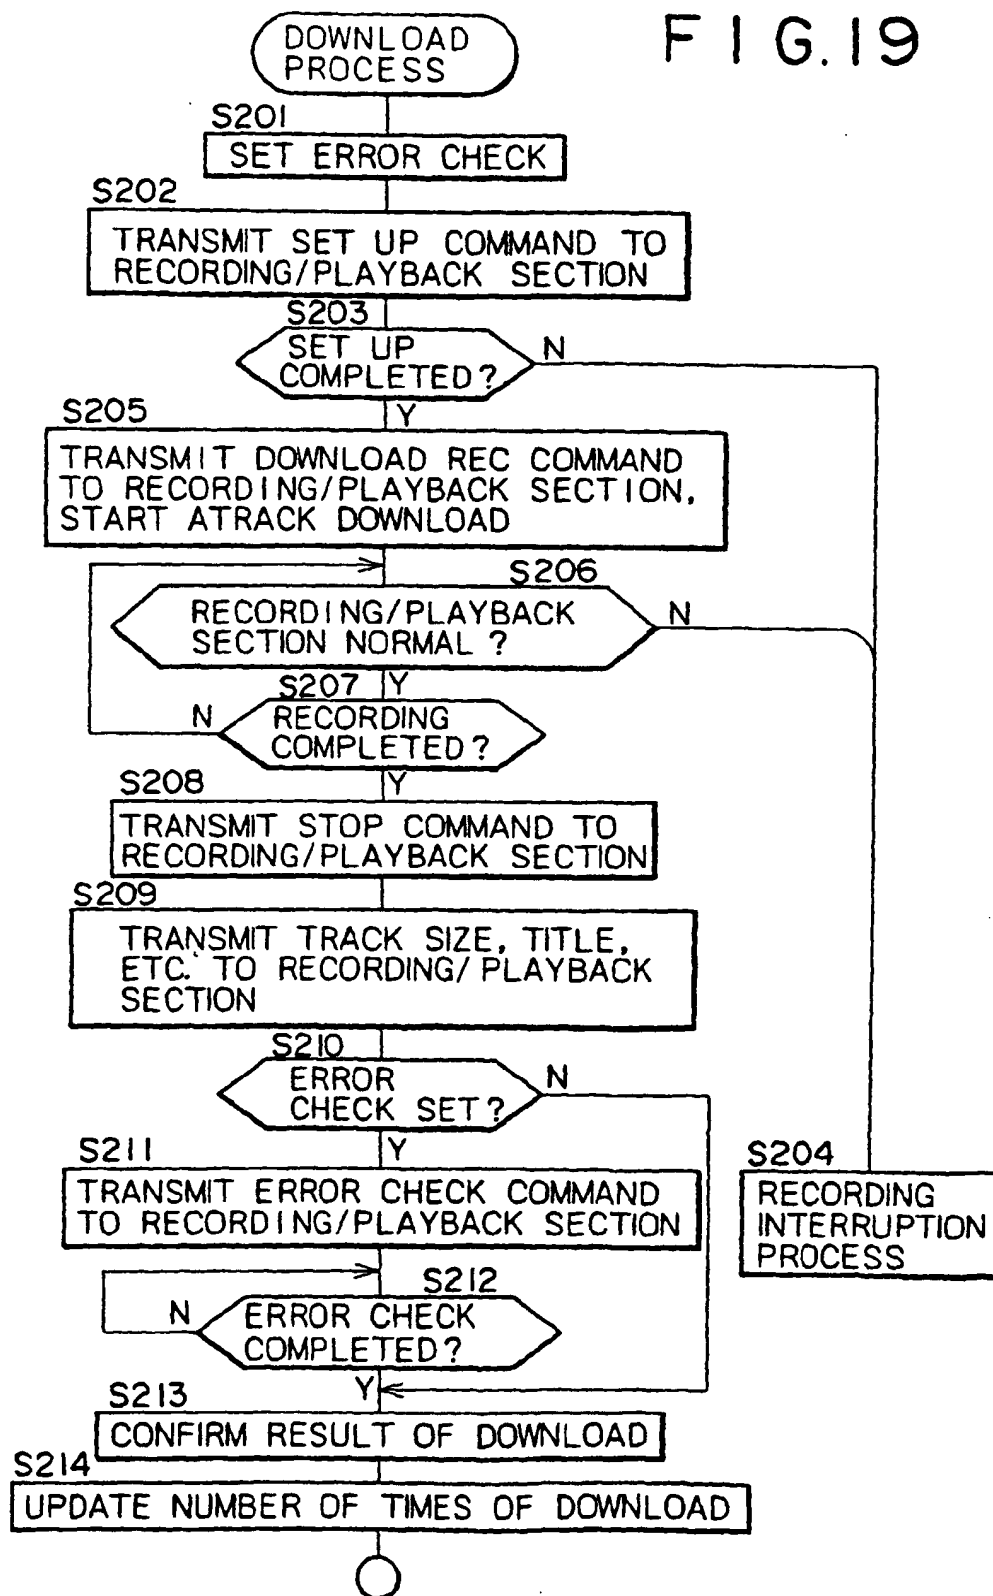 FIG.19
DOWNLOAD
PROCESS
S201
SET ERROR CHECK
S202
TRANSMIT SET UP COMMAND TO
RECORDING/PLAYBACK SECTION
S203
SET UP
COMPLETED?
N
Y
S205
TRANSMIT DOWNLOAD REC COMMAND
TO RECORDING/PLAYBACK SECTION,
START ATRACK DOWNLOAD
S206
RECORDING/PLAYBACK
SECTION NORMAL?
N
Y
S207
RECORDING
COMPLETED?
N
Y
S208
TRANSMIT STOP COMMAND TO
RECORDING/PLAYBACK SECTION
S209
TRANSMIT TRACK SIZE, TITLE,
ETC. TO RECORDING/PLAYBACK
SECTION
S210
ERROR
CHECK SET?
N
Y
S211
TRANSMIT ERROR CHECK COMMAND
TO RECORDING/PLAYBACK SECTION
S204
RECORDING
INTERRUPTION
PROCESS
S212
ERROR CHECK
COMPLETED?
N
Y
S213
CONFIRM RESULT OF DOWNLOAD
S214
UPDATE NUMBER OF TIMES OF DOWNLOAD